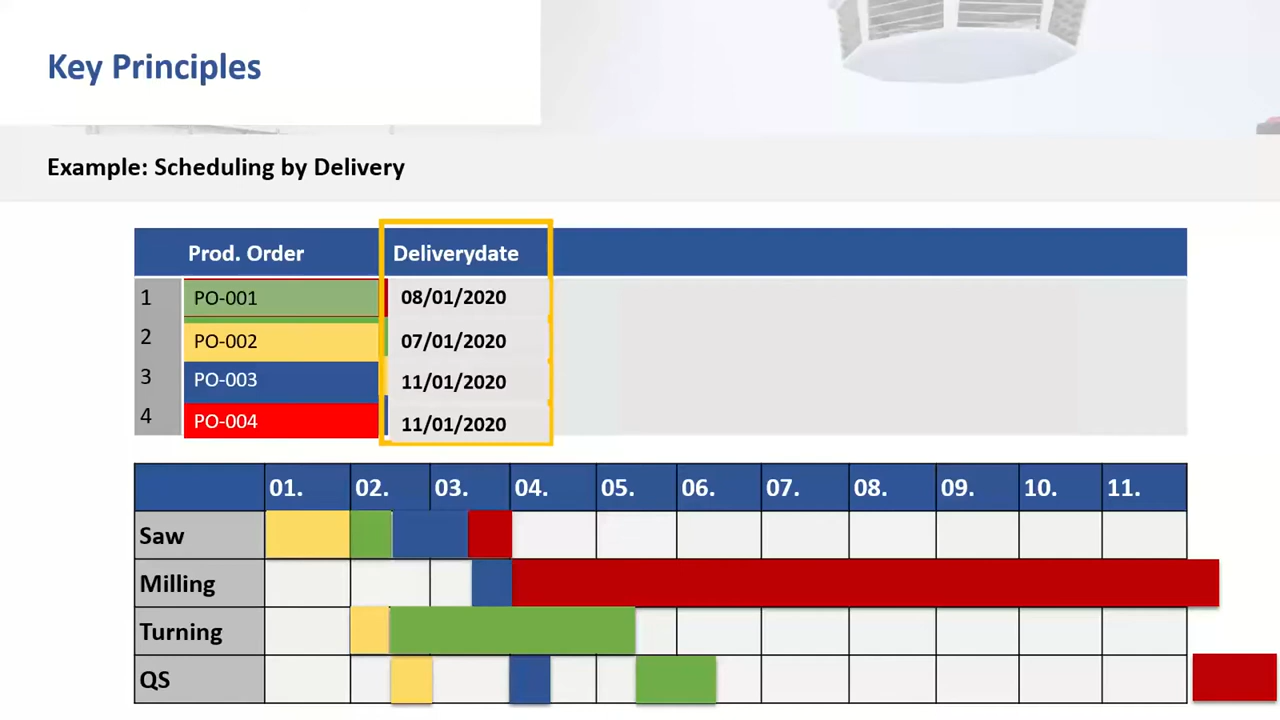 Key Principles
Example: Scheduling by Delivery
Prod. Order Deliverydate
1 PO-001 08/01/2020
2 PO-002 07/01/2020
3 PO-003 11/01/2020
4 PO-004 11/01/2020
01. 02. 03. 04. 05. 06. 07. 08. 09. 10. 11.
Saw
Milling
Turning
QS